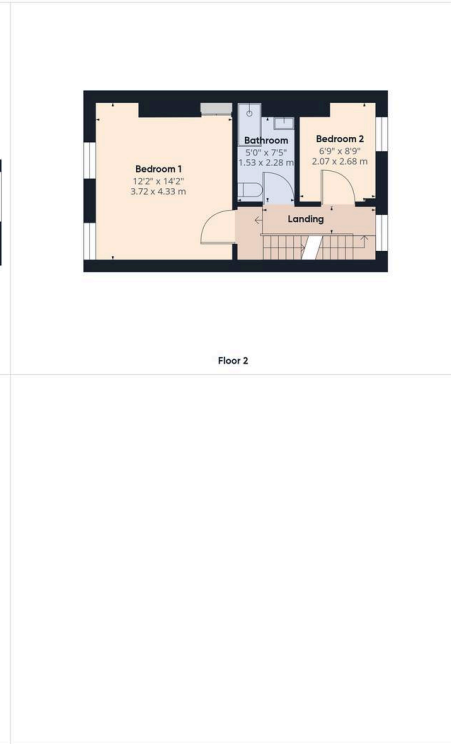 Bedroom 1
12'2" x 14'2"
3.72 x 4.33 m
Bathroom
5'0" x 7'5"
1.53 x 2.28 m
Bedroom 2
6'9" x 8'9"
2.07 x 2.68 m
Landing
Floor 2